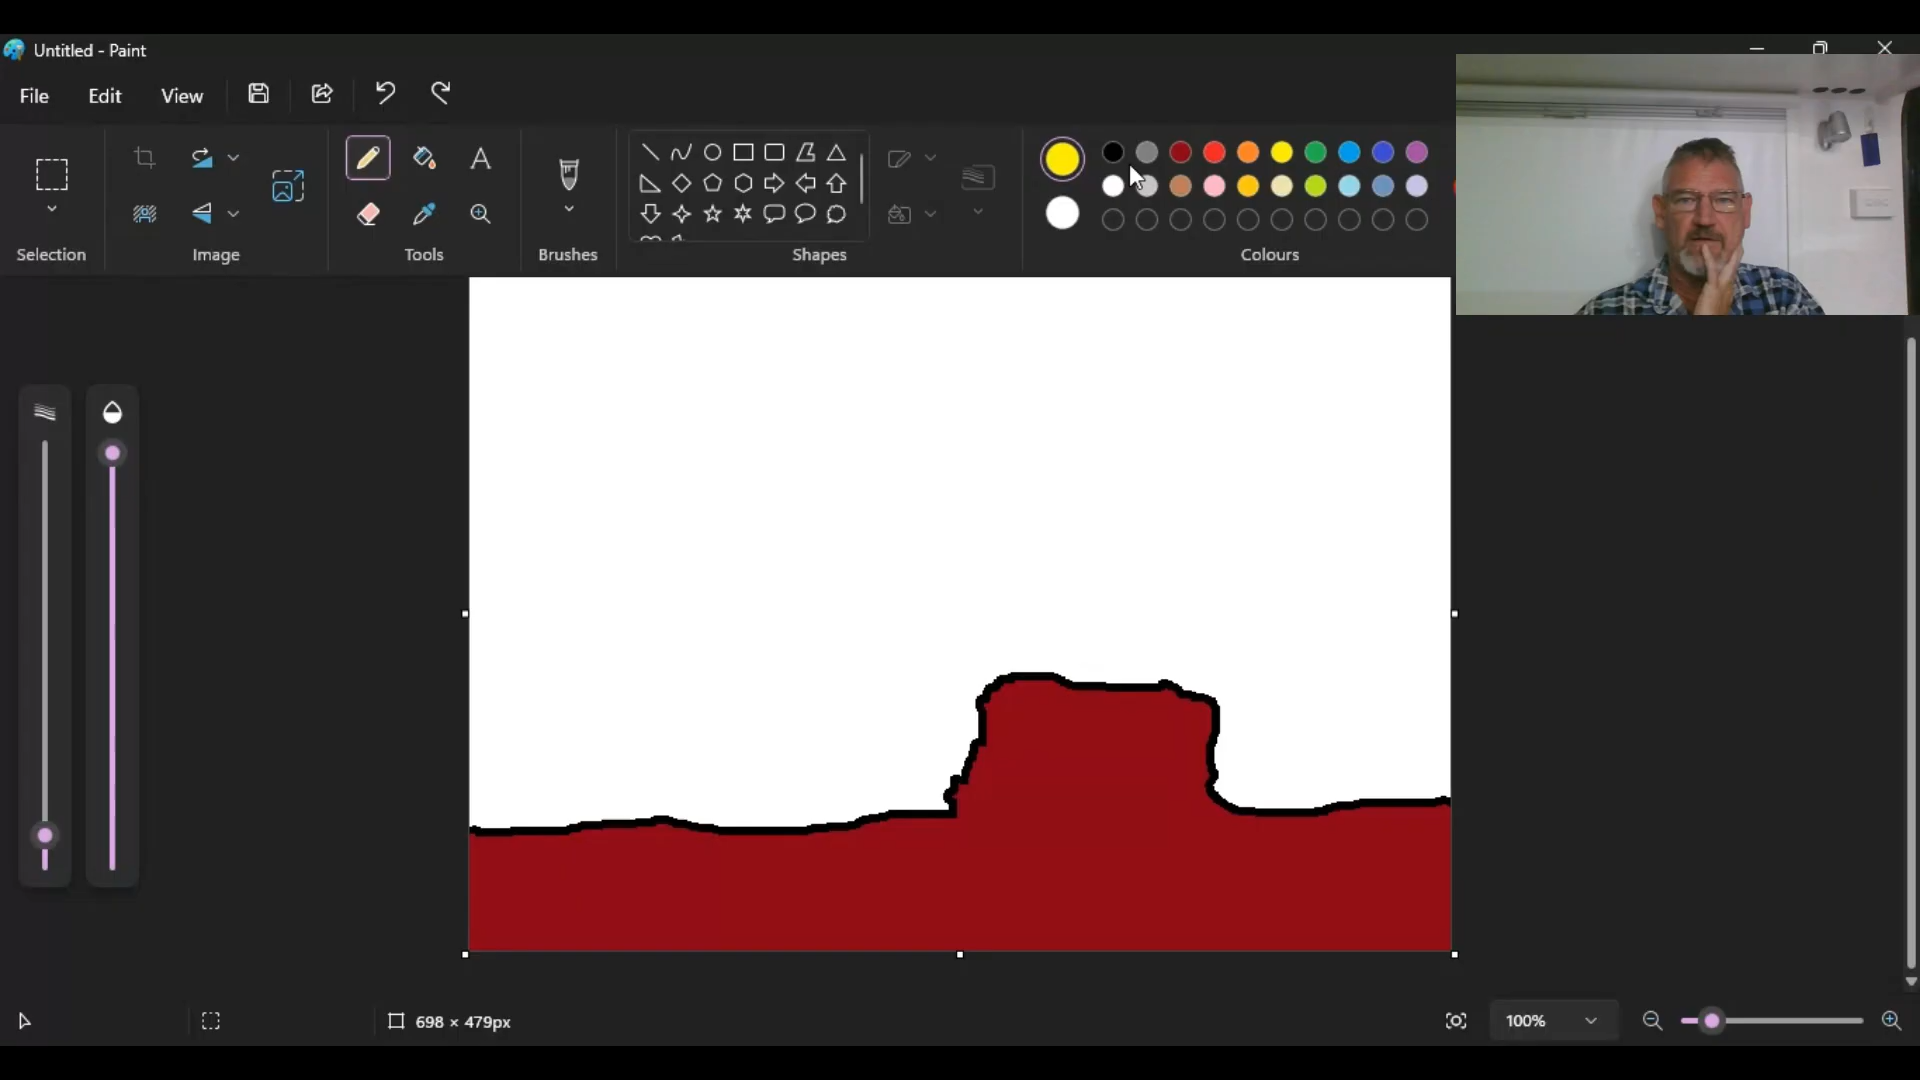 Untitled - Paint
File Edit View
Selection Image Tools Brushes Shapes Colours
698 × 479px
100%